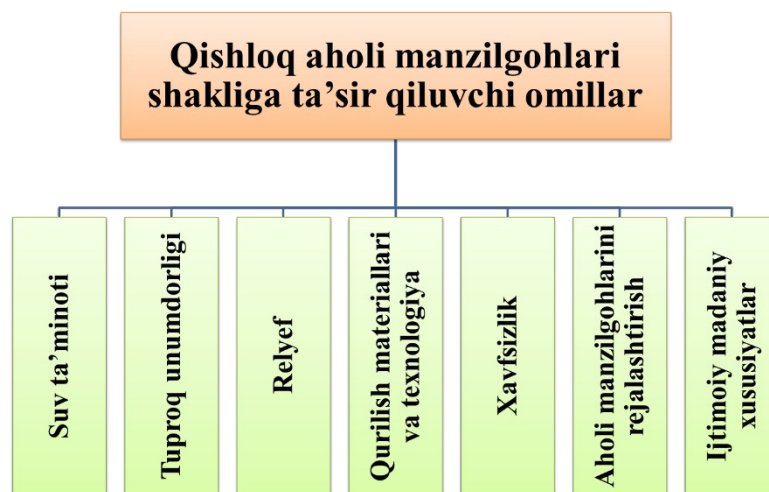 Qishloq aholi manzilgohlari
shakliga ta’sir qiluvchi omillar
Suv ta’minoti
Tuproq unumdorligi
Relyef
Qurilish materiallari
va texnologiya
Xavfsizlik
Aholi manzilgohlarini
rejalashtirish
Ijtimoiy madaniy
xususiyatlar